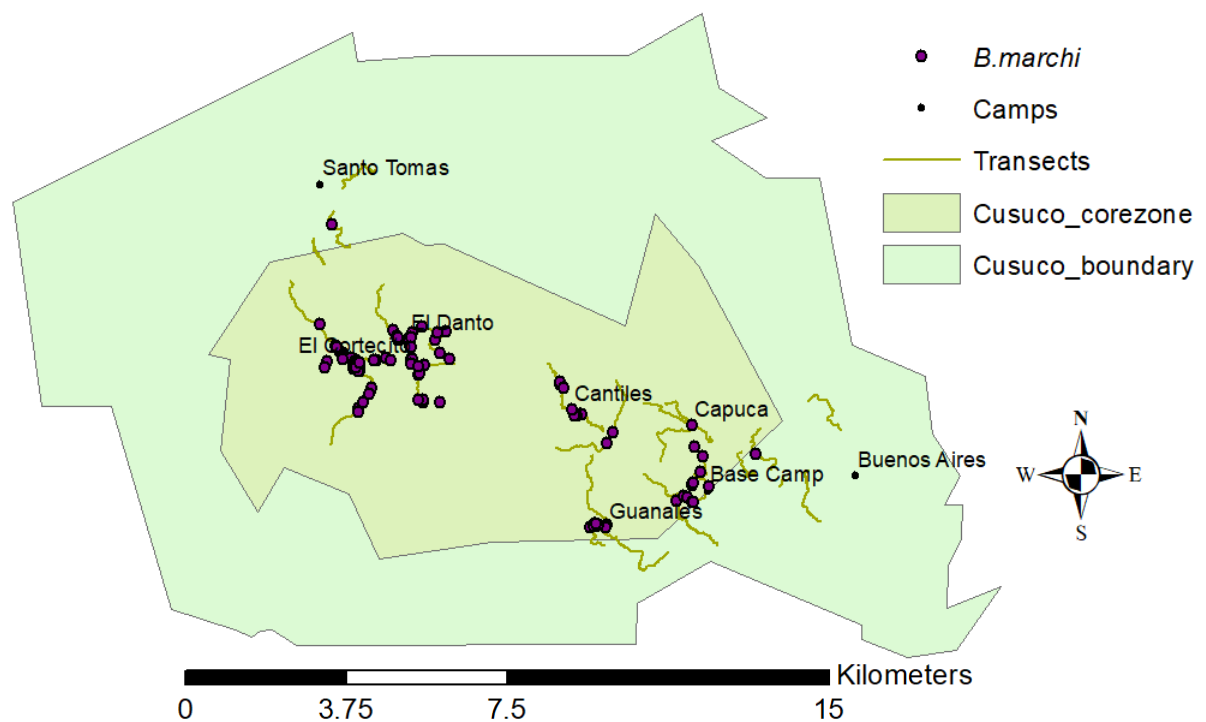 B.marchi
Camps
Transects
Cusuco_corezone
Cusuco_boundary
Santo Tomas
El Danto
El Cortecito
Cantiles
Capuca
Buenos Aires
Base Camp
Guanales
N
W E
S
Kilometers
0 3.75 7.5 15